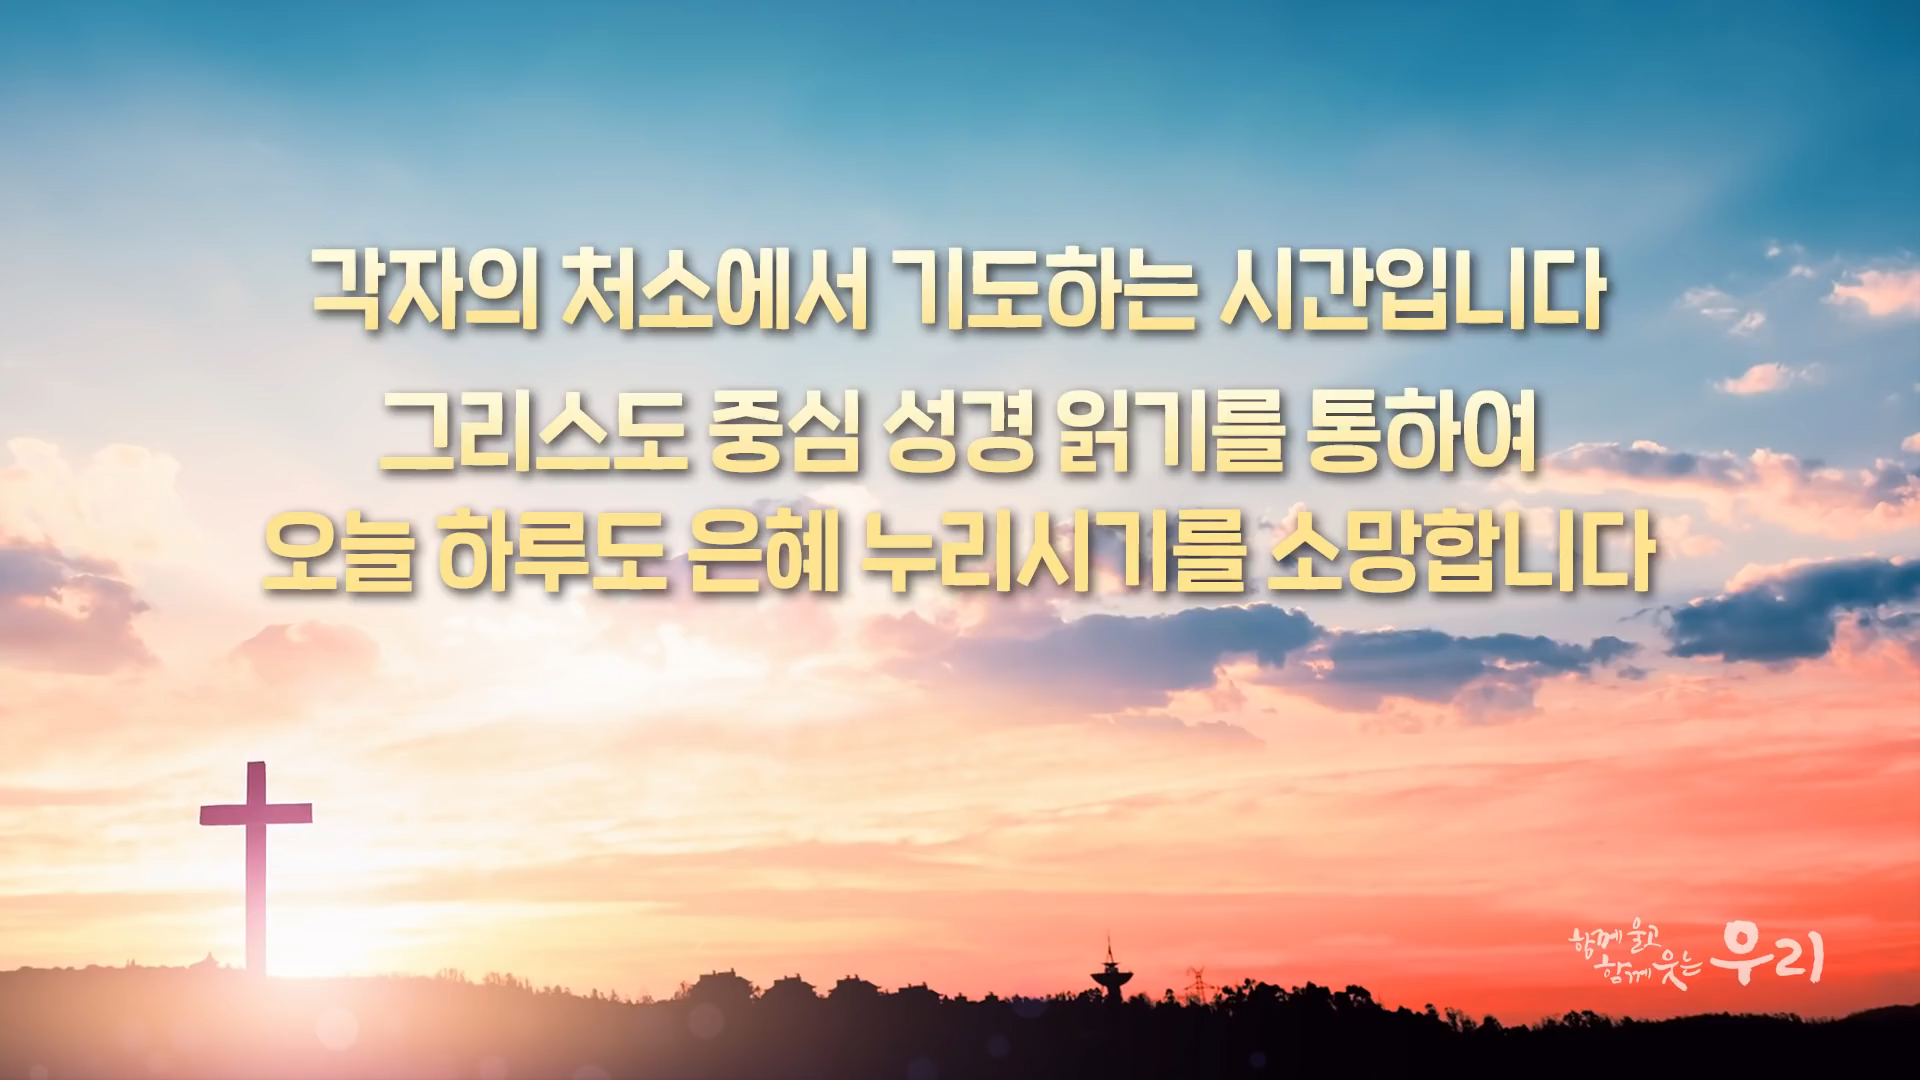 각자의 처소에서 기도하는 시간입니다
그리스도 중심 성경 읽기를 통하여
오늘 하루도 은혜 누리시기를 소망합니다
함께 울고
함께 웃는 우리